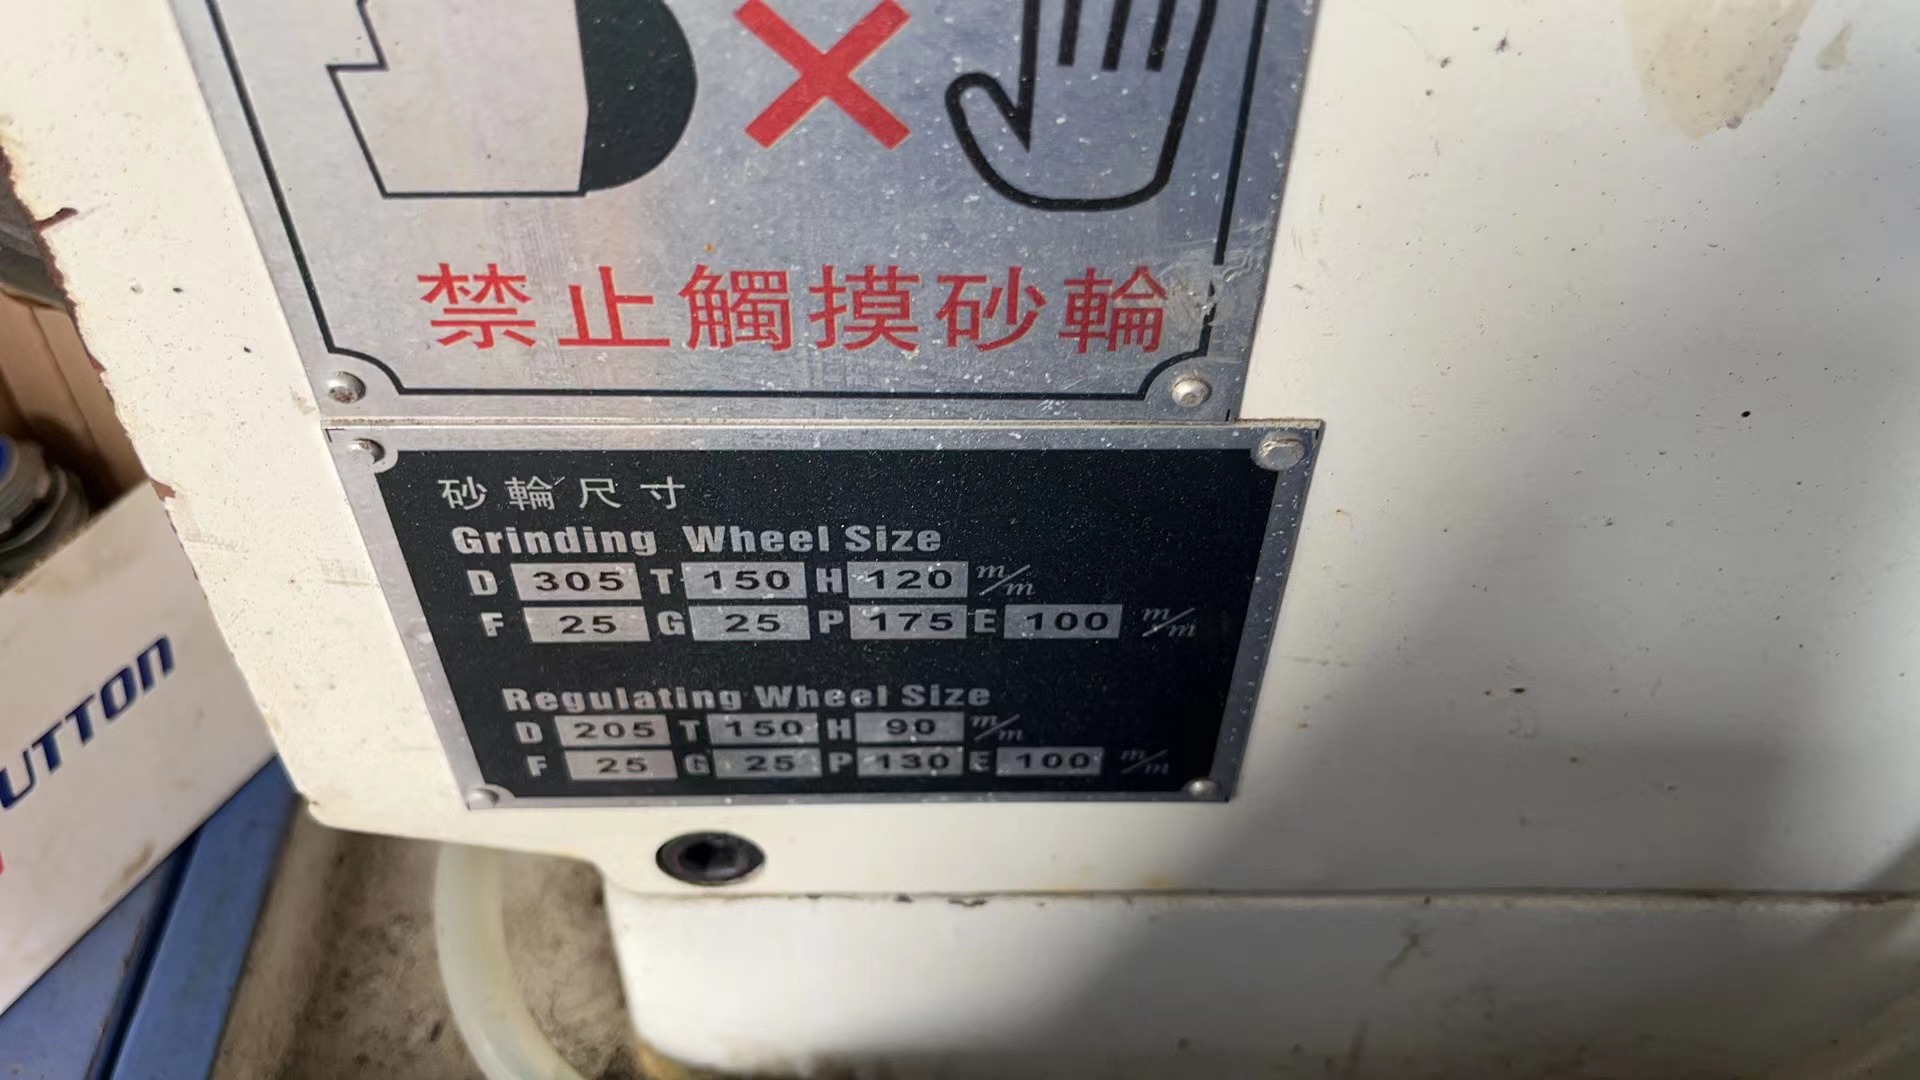 禁止觸摸砂輪
砂輪尺寸
Grinding Wheel Size
D 305 T 150 H 120 m/m
F 25 G 25 P 175 E 100 m/m
Regulating Wheel Size
D 205 T 150 H 90 m/m
F 25 G 25 P 130 E 100 m/m
UTTON